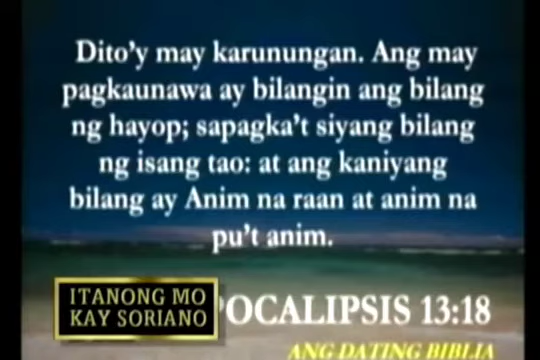 Dito'y may karunungan. Ang may
pagkaunawa ay bilangin ang bilang
ng hayop; sapagka't siyang bilang
ng isang tao: at ang kaniyang
bilang ay Anim na raan at anim na
pu't anim.
ITANONG MO
KAY SORIANO
POCALIPSIS 13:18
ANG DATING BIBLIA